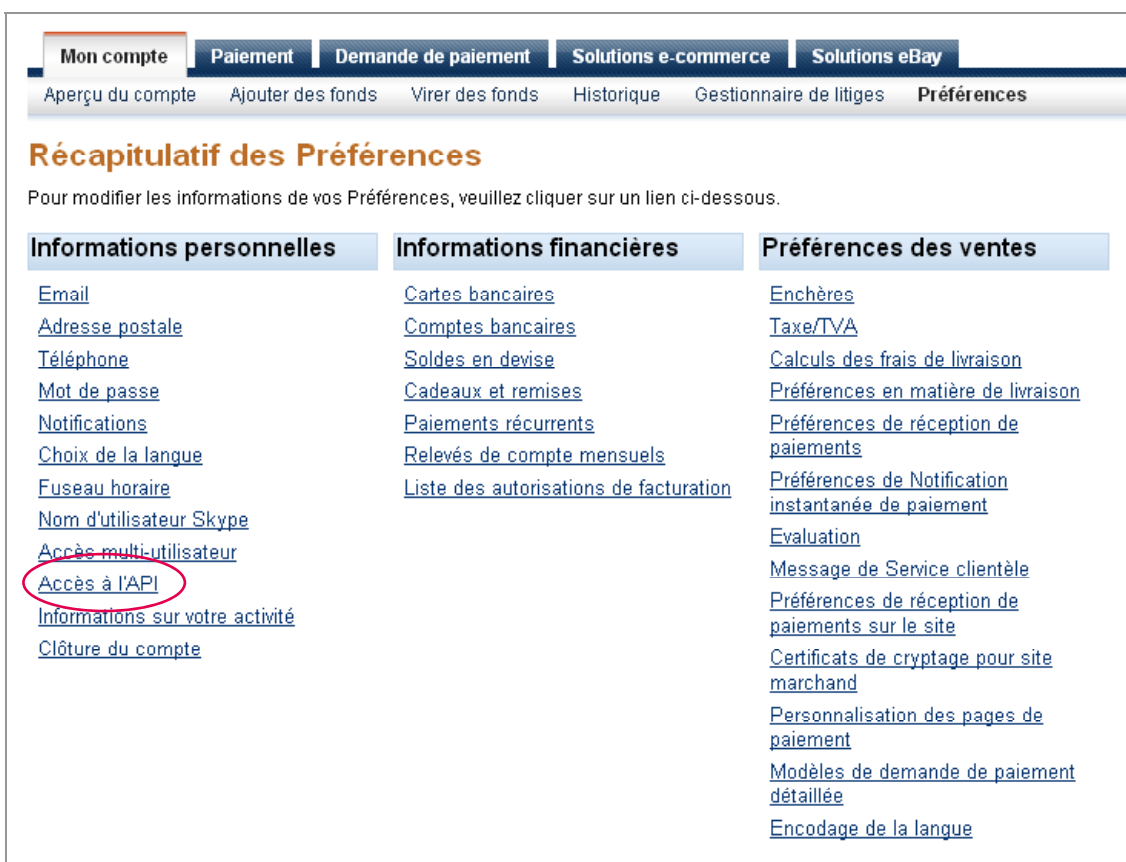 Mon compte Paiement Demande de paiement Solutions e-commerce Solutions eBay
Aperçu du compte Ajouter des fonds Virer des fonds Historique Gestionnaire de litiges Préférences
Récapitulatif des Préférences
Pour modifier les informations de vos Préférences, veuillez cliquer sur un lien ci-dessous.
Informations personnelles
Email
Adresse postale
Téléphone
Mot de passe
Notifications
Choix de la langue
Fuseau horaire
Nom d'utilisateur Skype
Accès multi-utilisateur
Accès à l'API
Informations sur votre activité
Clôture du compte
Informations financières
Cartes bancaires
Comptes bancaires
Soldes en devise
Cadeaux et remises
Paiements récurrents
Relevés de compte mensuels
Liste des autorisations de facturation
Préférences des ventes
Enchères
Taxe/TVA
Calculs des frais de livraison
Préférences en matière de livraison
Préférences de réception de
paiements
Préférences de Notification
instantanée de paiement
Evaluation
Message de Service clientèle
Préférences de réception de
paiements sur le site
Certificats de cryptage pour site
marchand
Personnalisation des pages de
paiement
Modèles de demande de paiement
détaillée
Encodage de la langue